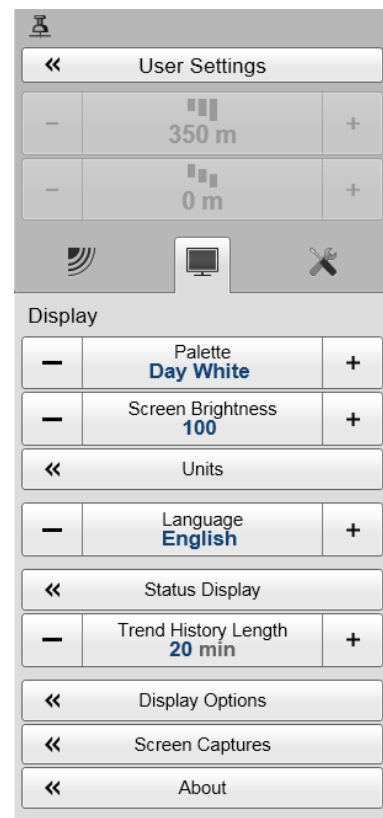 « User Settings
− 350 m +
− 0 m +
Display
− Palette +
Day White
− Screen Brightness +
100
« Units
− Language +
English
« Status Display
− Trend History Length +
20 min
« Display Options
« Screen Captures
« About